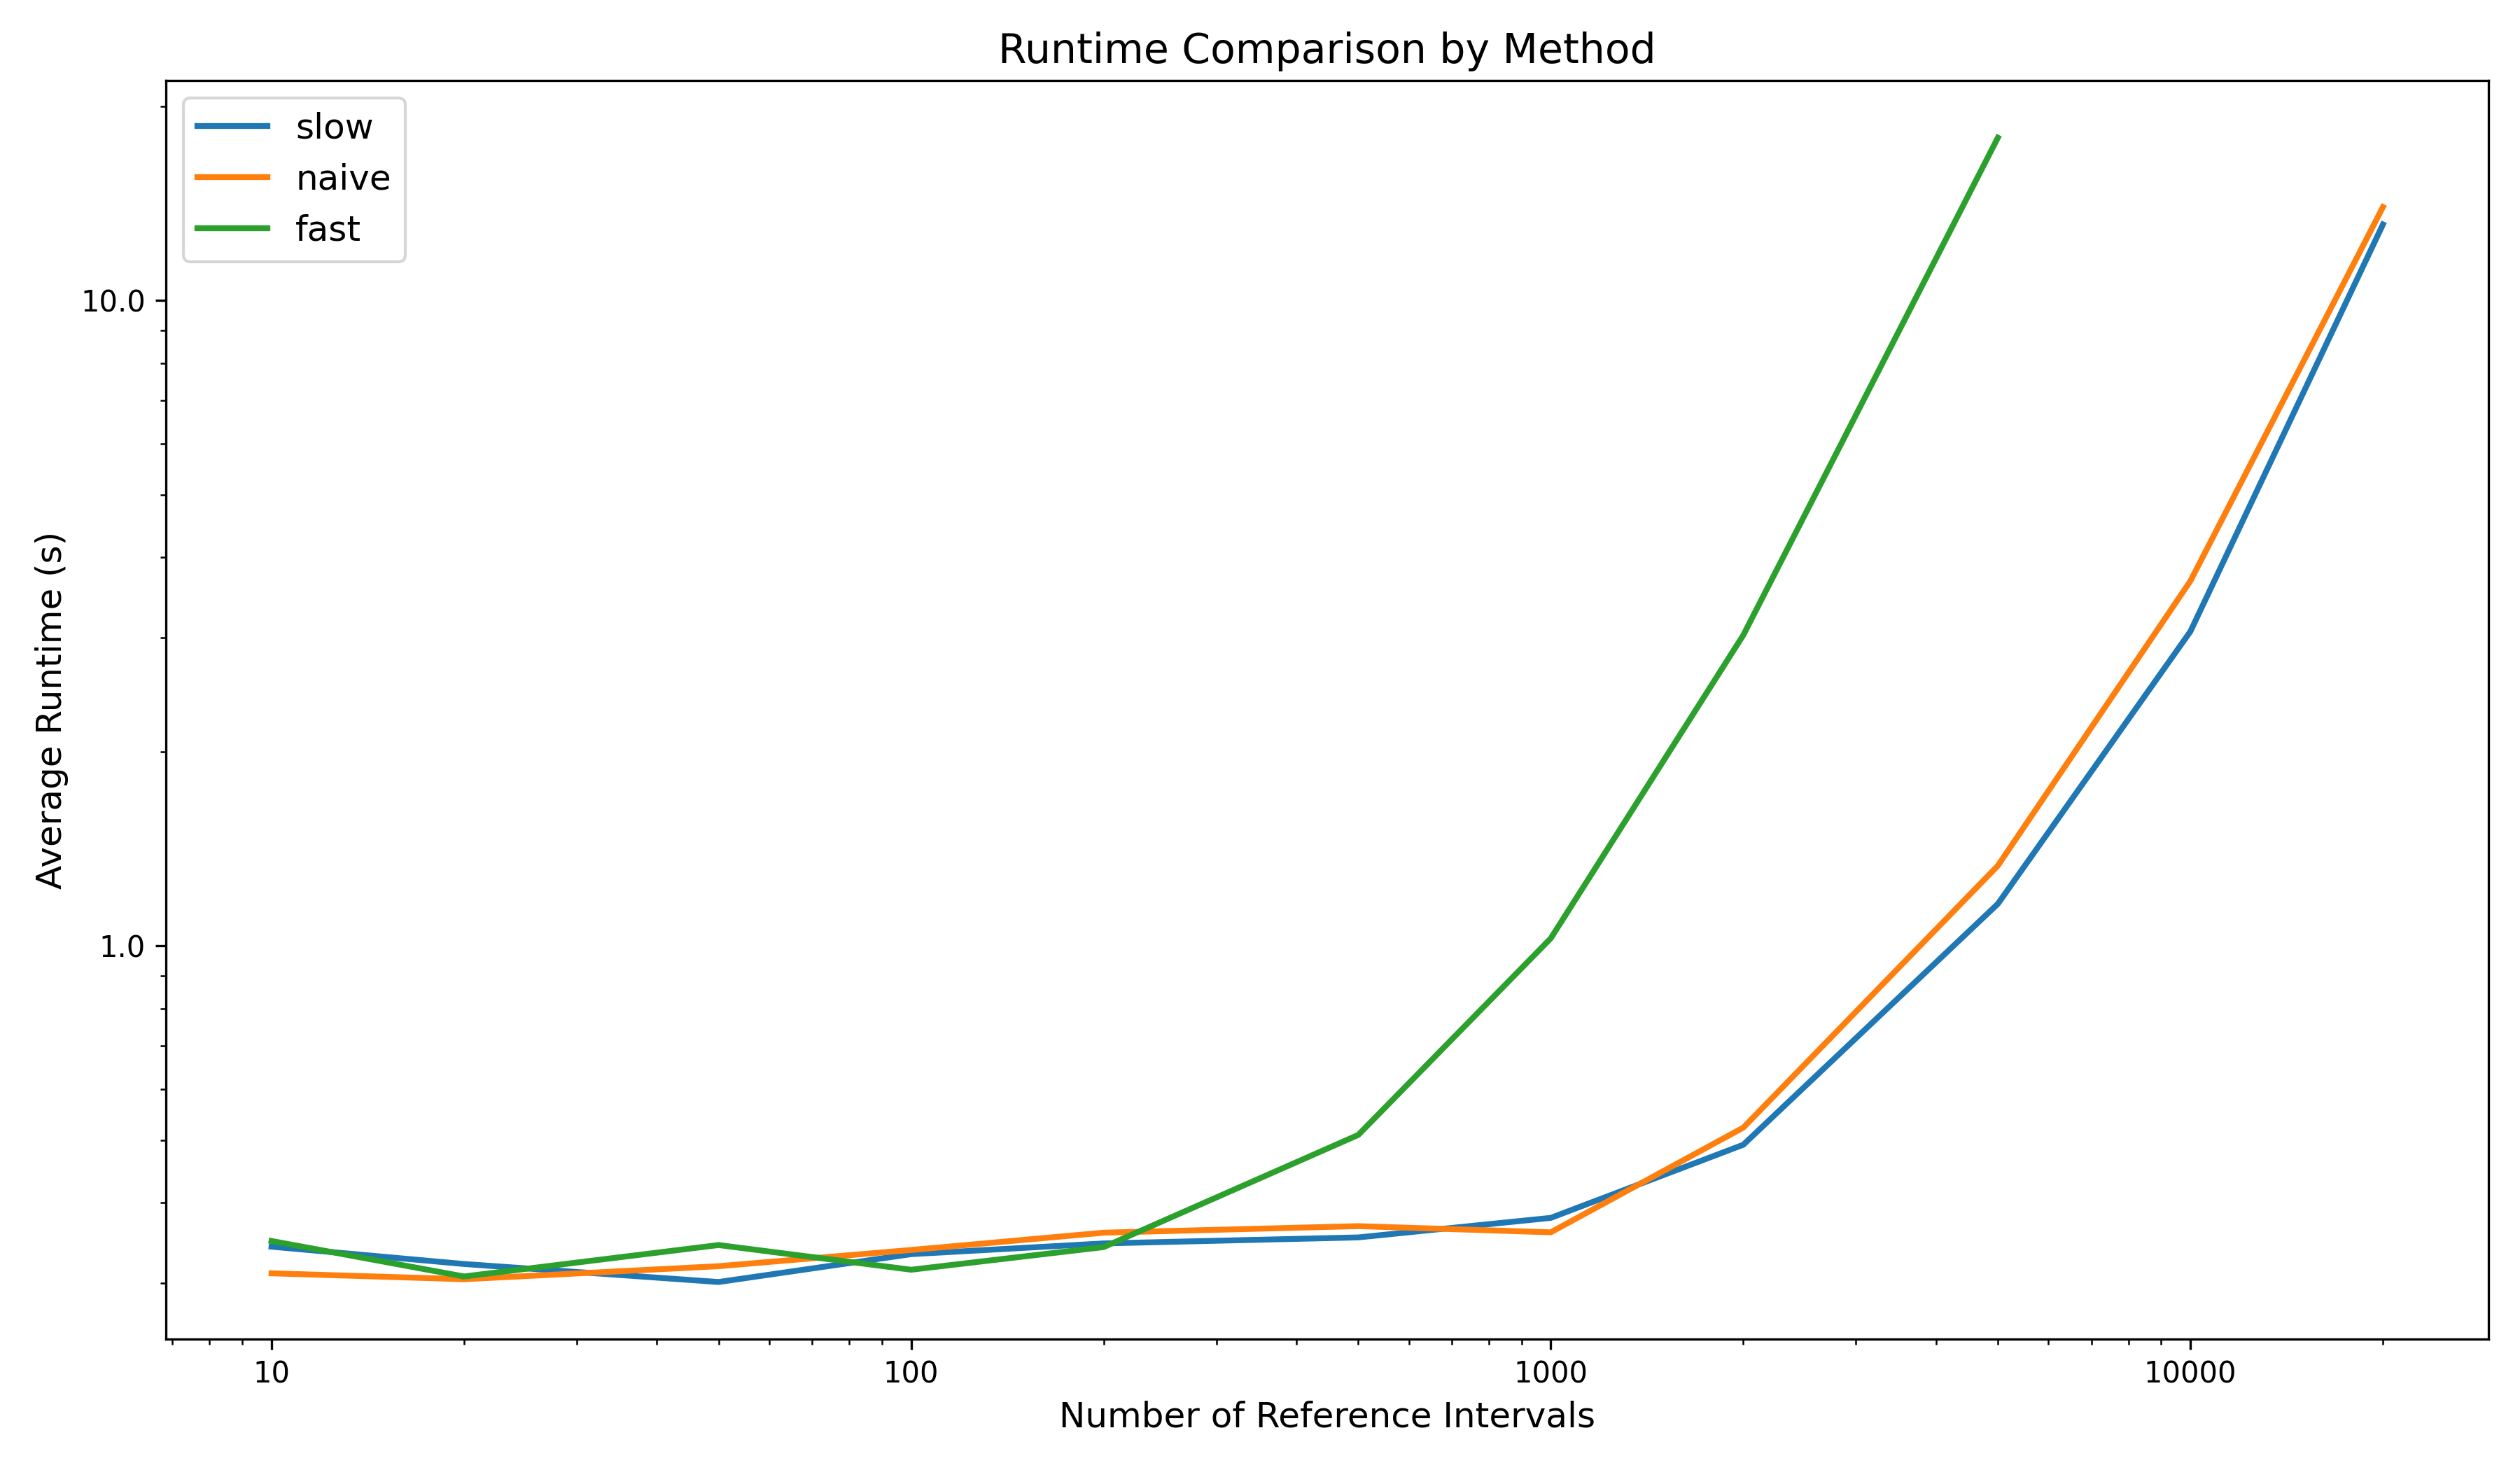 Runtime Comparison by Method
slow
naive
fast
10.0
1.0
Average Runtime (s)
10
100
1000
10000
Number of Reference Intervals